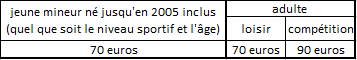 jeune mineur né jusqu'en 2005 inclus
(quel que soit le niveau sportif et l'âge)
adulte
loisir compétition
70 euros 70 euros 90 euros